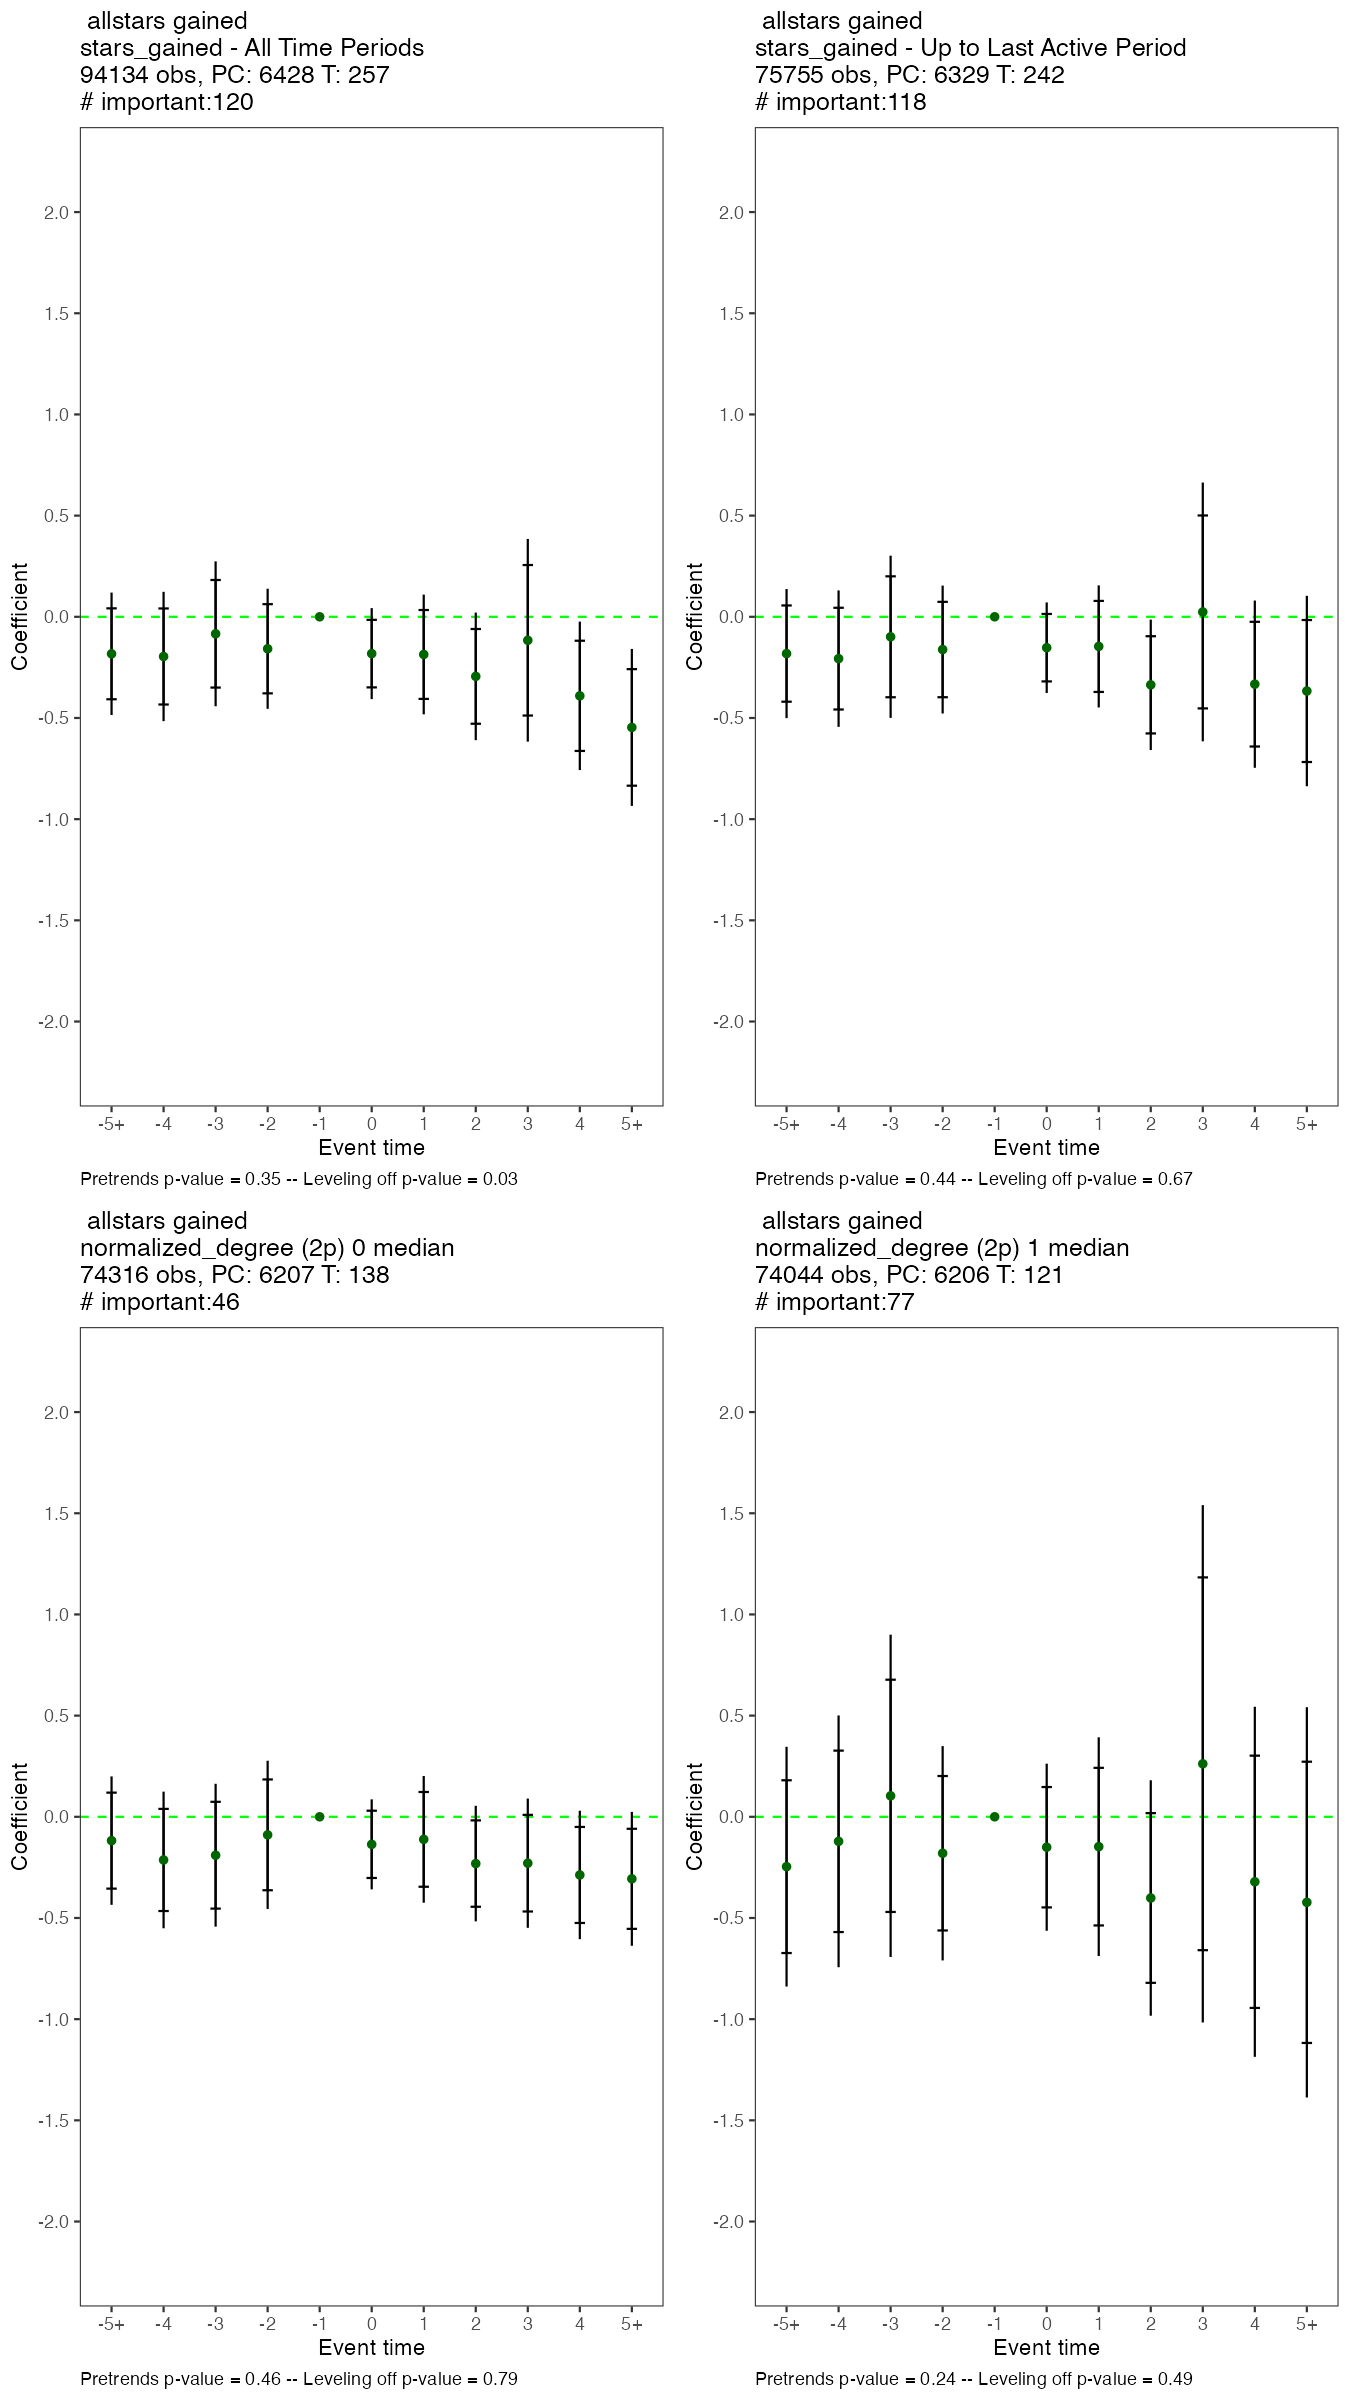 allstars gained
stars_gained - All Time Periods
94134 obs, PC: 6428 T: 257
# important:120
2.0
1.5
1.0
0.5
0.0
-0.5
-1.0
-1.5
-2.0
Coefficient
-5+ -4 -3 -2 -1 0 1 2 3 4 5+
Event time
Pretrends p-value = 0.35 -- Leveling off p-value = 0.03
allstars gained
stars_gained - Up to Last Active Period
75755 obs, PC: 6329 T: 242
# important:118
2.0
1.5
1.0
0.5
0.0
-0.5
-1.0
-1.5
-2.0
Coefficient
-5+ -4 -3 -2 -1 0 1 2 3 4 5+
Event time
Pretrends p-value = 0.44 -- Leveling off p-value = 0.67
allstars gained
normalized_degree (2p) 0 median
74316 obs, PC: 6207 T: 138
# important:46
2.0
1.5
1.0
0.5
0.0
-0.5
-1.0
-1.5
-2.0
Coefficient
-5+ -4 -3 -2 -1 0 1 2 3 4 5+
Event time
Pretrends p-value = 0.46 -- Leveling off p-value = 0.79
allstars gained
normalized_degree (2p) 1 median
74044 obs, PC: 6206 T: 121
# important:77
2.0
1.5
1.0
0.5
0.0
-0.5
-1.0
-1.5
-2.0
Coefficient
-5+ -4 -3 -2 -1 0 1 2 3 4 5+
Event time
Pretrends p-value = 0.24 -- Leveling off p-value = 0.49